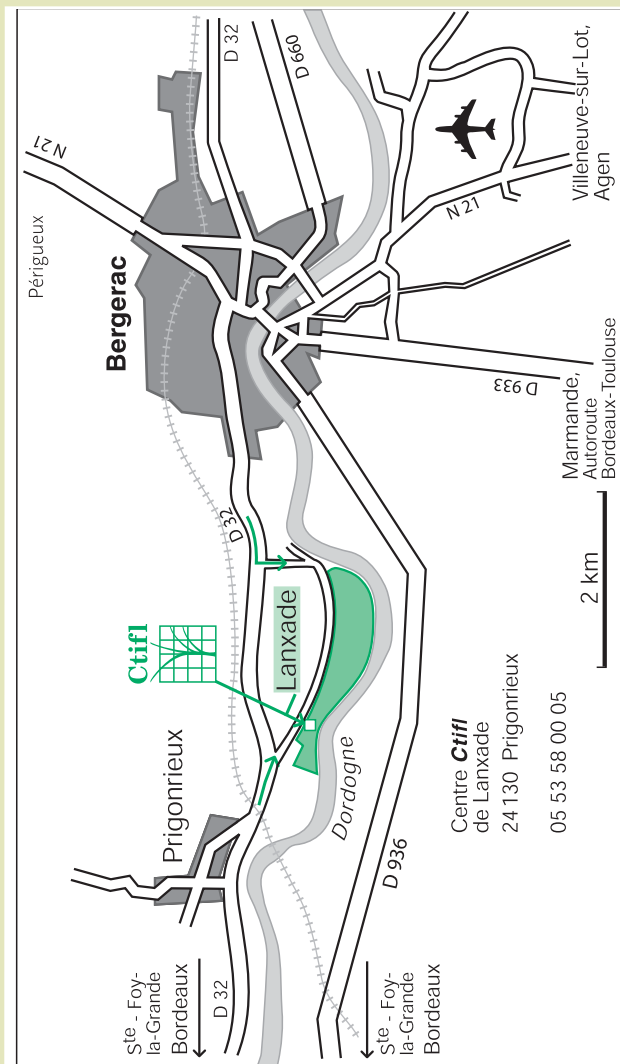 Périgueux
N 21
D 32
D 660
Bergerac
Villeneuve-sur-Lot,
Agen
N 21
D 933
Marmande,
Autoroute
Bordeaux-Toulouse
D 32
Ctifl
Lanxade
Prigonrieux
Dordogne
D 936
D 32
Ste - Foy-
la-Grande
Bordeaux
Ste - Foy-
la-Grande
Bordeaux
Centre Ctifl
de Lanxade
24 130 Prigonrieux
05 53 58 00 05
2 km